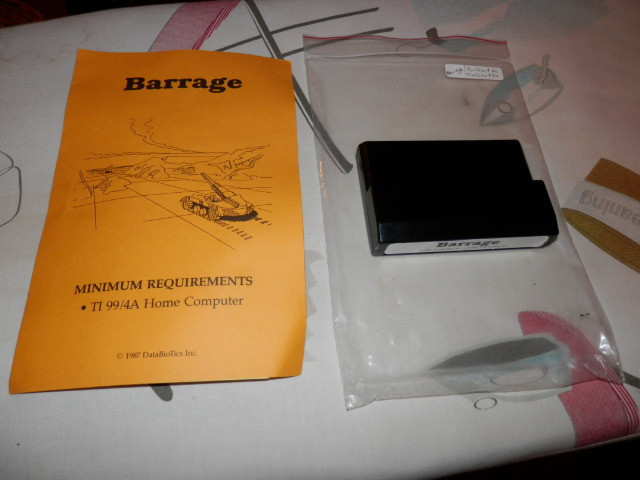 Barrage
MINIMUM REQUIREMENTS
• TI 99/4A Home Computer
© 1987 DataBioTics Inc.
Barrage